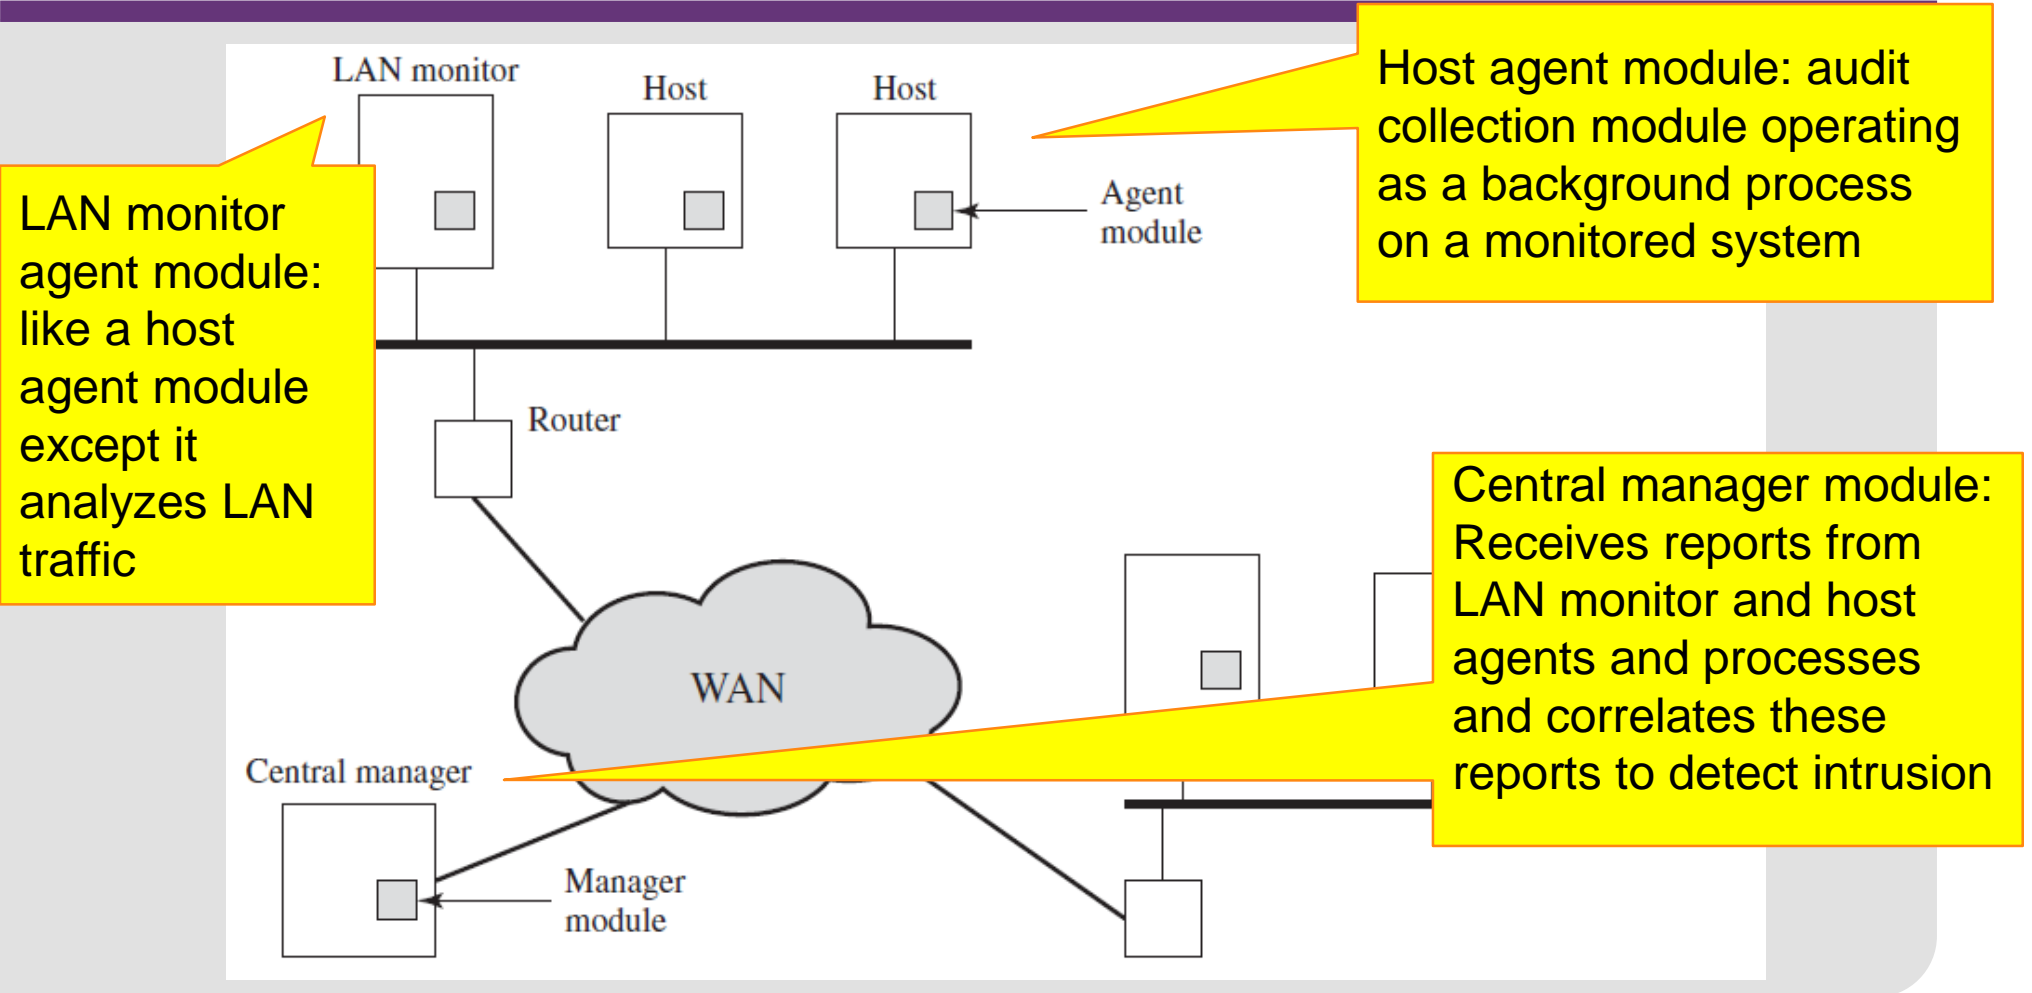 LAN monitor
Host
Host
Host agent module: audit
collection module operating
as a background process
on a monitored system
LAN monitor
agent module:
like a host
agent module
except it
analyzes LAN
traffic
Agent
module
Router
Central manager module:
Receives reports from
LAN monitor and host
agents and processes
and correlates these
reports to detect intrusion
WAN
Central manager
Manager
module